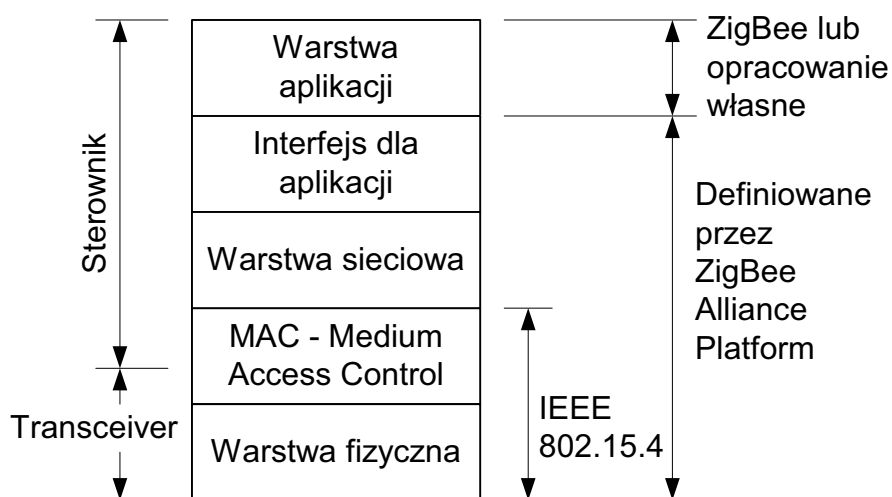 Warstwa
aplikacji
Interfejs dla
aplikacji
Warstwa sieciowa
MAC - Medium
Access Control
Warstwa fizyczna
Sterownik
Transceiver
IEEE
802.15.4
ZigBee lub
opracowanie
własne
Definiowane
przez
ZigBee
Alliance
Platform